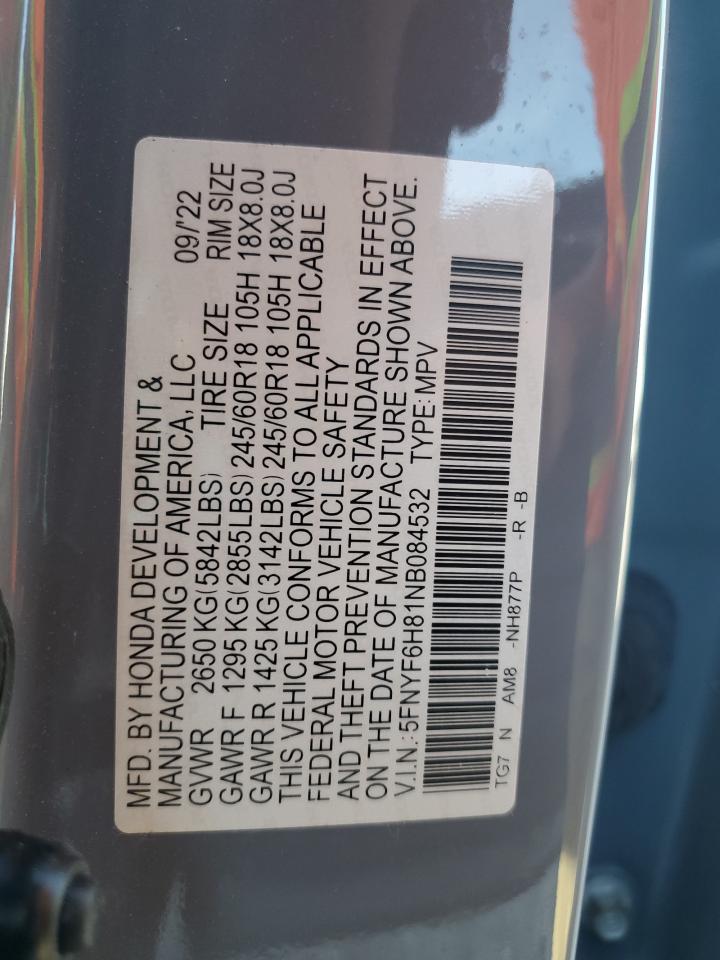 MFD. BY HONDA DEVELOPMENT &
MANUFACTURING OF AMERICA, LLC 09/'22
GVWR 2650 KG(5842LBS) TIRE SIZE RIM SIZE
GAWR F 1295 KG(2855LBS) 245/60R18 105H 18X8.0J
GAWR R 1425 KG(3142LBS) 245/60R18 105H 18X8.0J
THIS VEHICLE CONFORMS TO ALL APPLICABLE
FEDERAL MOTOR VEHICLE SAFETY
AND THEFT PREVENTION STANDARDS IN EFFECT
ON THE DATE OF MANUFACTURE SHOWN ABOVE.
V.I.N.: 5FNYF6H81NB084532 TYPE: MPV
TG7 N AM8 -NH877P -R -B